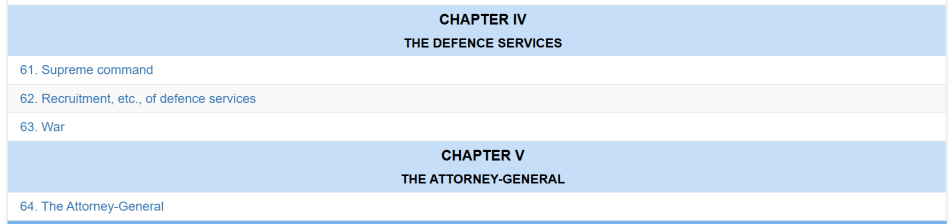 CHAPTER IV
THE DEFENCE SERVICES
61. Supreme command
62. Recruitment, etc., of defence services
63. War
CHAPTER V
THE ATTORNEY-GENERAL
64. The Attorney-General